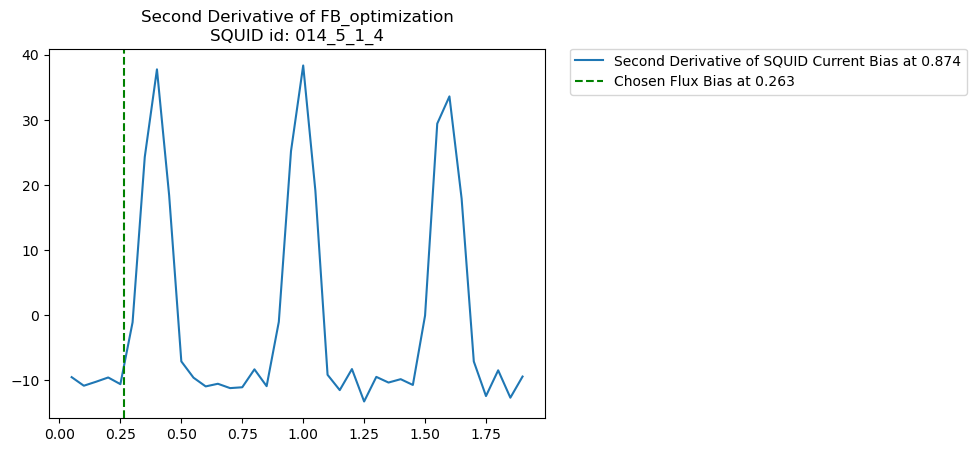 Second Derivative of FB_optimization
SQUID id: 014_5_1_4
Second Derivative of SQUID Current Bias at 0.874
Chosen Flux Bias at 0.263
40
30
20
10
0
−10
0.00 0.25 0.50 0.75 1.00 1.25 1.50 1.75